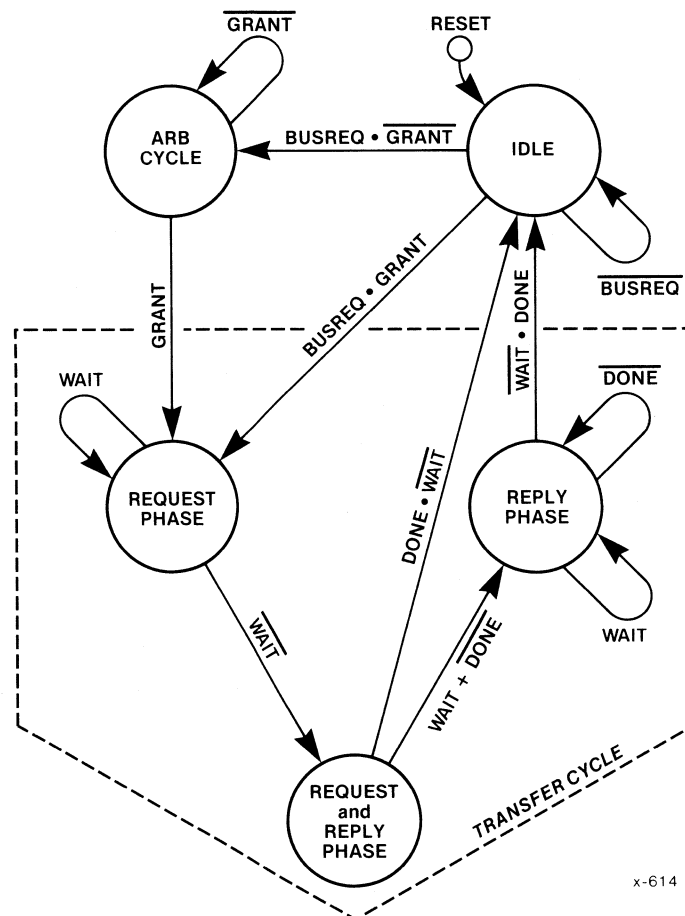 GRANT
RESET
ARB
CYCLE
BUSREQ • GRANT
IDLE
BUSREQ
GRANT
BUSREQ • GRANT
WAIT • DONE
WAIT
DONE
REQUEST
PHASE
DONE • WAIT
REPLY
PHASE
WAIT
WAIT
WAIT + DONE
REQUEST
and
REPLY
PHASE
TRANSFER CYCLE
x-614